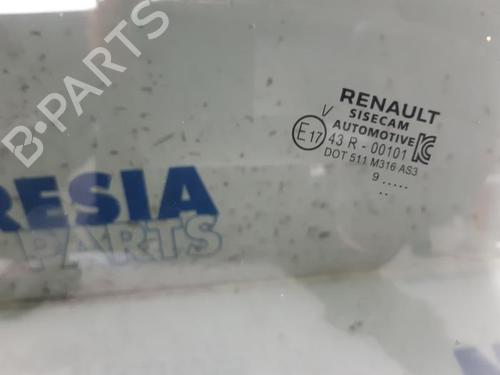 B-PARTS
RENAULT
SISECAM
AUTOMOTIVE
V
E17 43 R - 00101
DOT 511 M316 AS3
9 .....
..
RESIA
PARTS